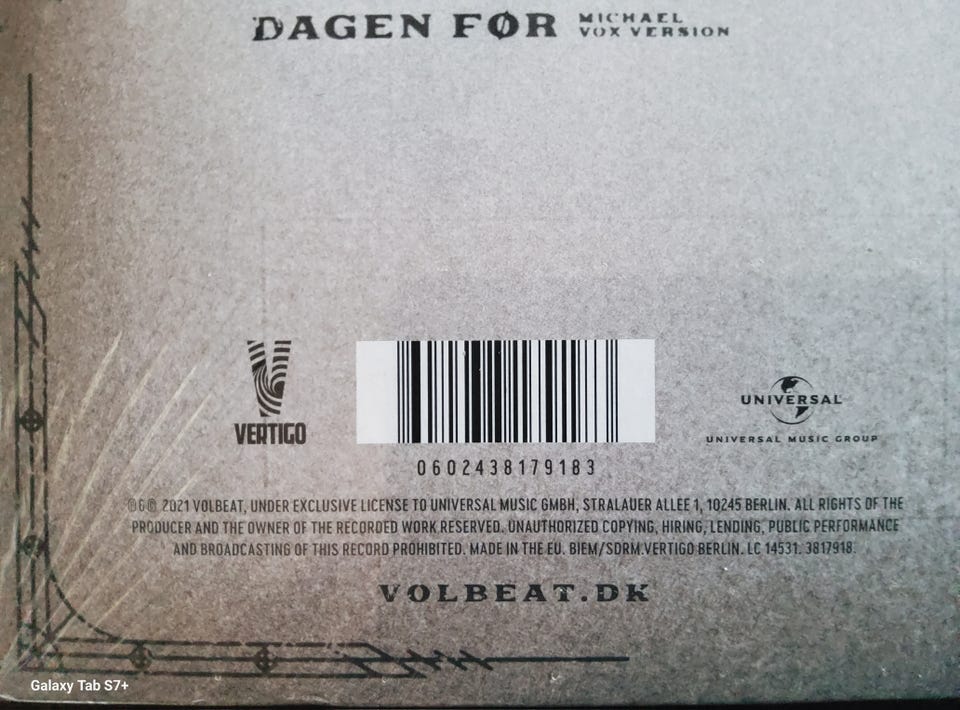 DAGEN FØR MICHAEL
VOX VERSION
VERTIGO
0602438179183
UNIVERSAL
UNIVERSAL MUSIC GROUP
℗&© 2021 VOLBEAT, UNDER EXCLUSIVE LICENSE TO UNIVERSAL MUSIC GMBH, STRALAUER ALLEE 1, 10245 BERLIN. ALL RIGHTS OF THE
PRODUCER AND THE OWNER OF THE RECORDED WORK RESERVED. UNAUTHORIZED COPYING, HIRING, LENDING, PUBLIC PERFORMANCE
AND BROADCASTING OF THIS RECORD PROHIBITED. MADE IN THE EU. BIEM/SDRM.VERTIGO BERLIN. LC 14531. 3817918.
VOLBEAT.DK
Galaxy Tab S7+